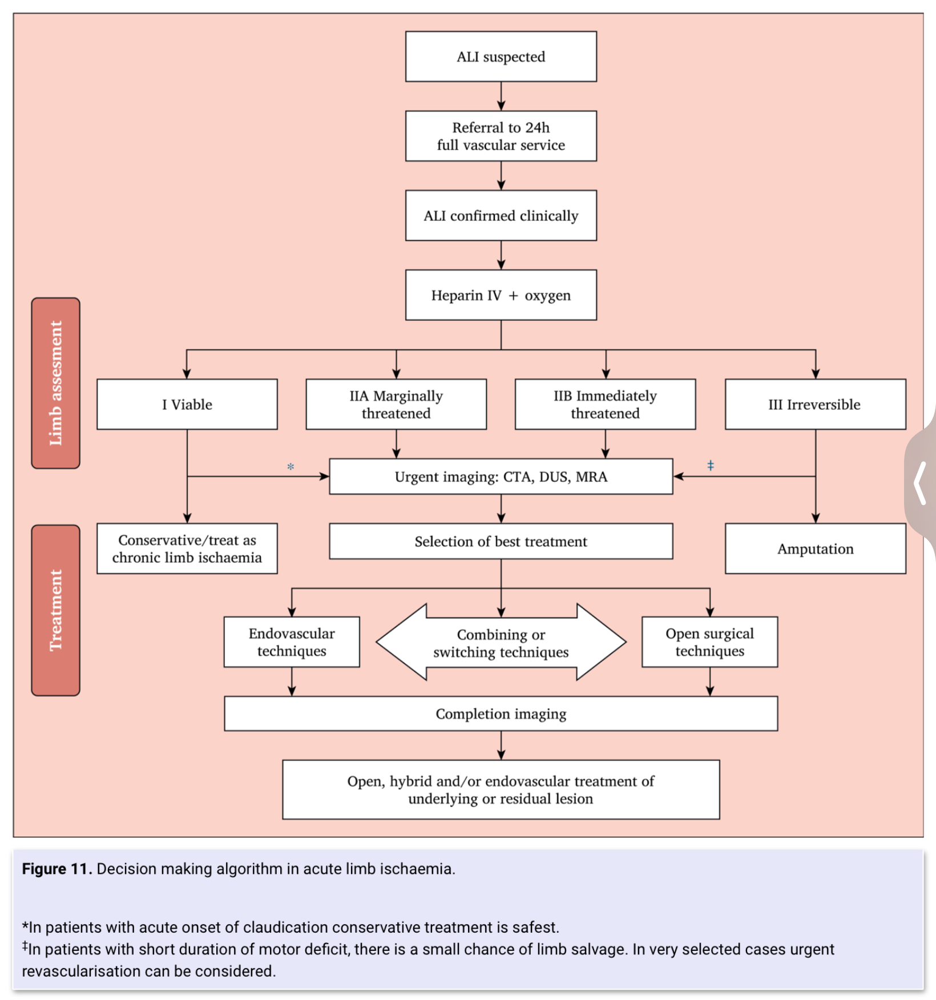 ALI suspected
Referral to 24h
full vascular service
ALI confirmed clinically
Heparin IV + oxygen
Limb assesment
I Viable
IIA Marginally
threatened
IIB Immediately
threatened
III Irreversible
*
Urgent imaging: CTA, DUS, MRA
‡
Treatment
Conservative/treat as
chronic limb ischaemia
Selection of best treatment
Amputation
Endovascular
techniques
Combining or
switching techniques
Open surgical
techniques
Completion imaging
Open, hybrid and/or endovascular treatment of
underlying or residual lesion
Figure 11. Decision making algorithm in acute limb ischaemia.
*In patients with acute onset of claudication conservative treatment is safest.
‡In patients with short duration of motor deficit, there is a small chance of limb salvage. In very selected cases urgent
revascularisation can be considered.